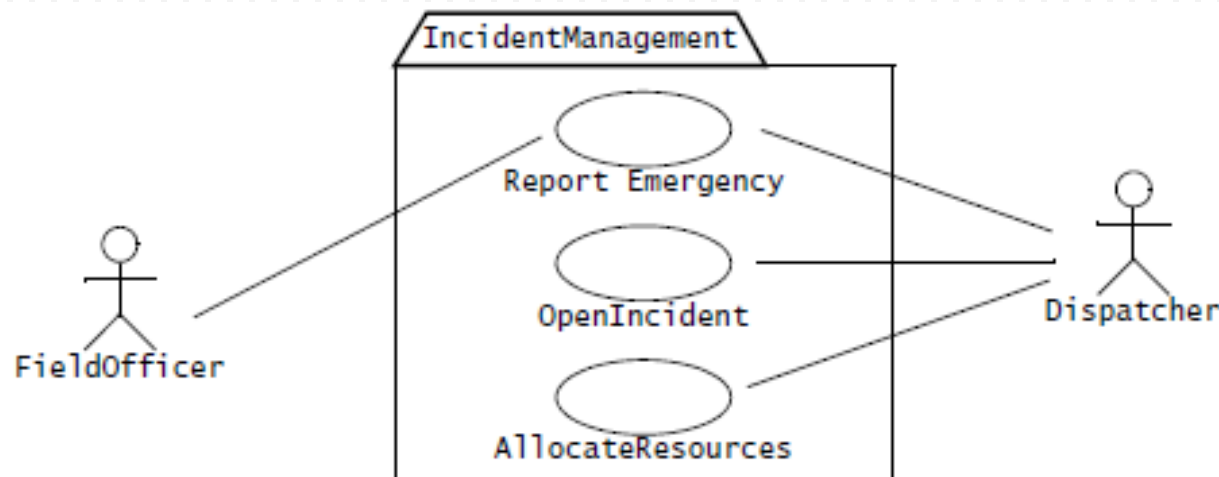 IncidentManagement
Report Emergency
OpenIncident
Dispatcher
FieldOfficer
AllocateResources